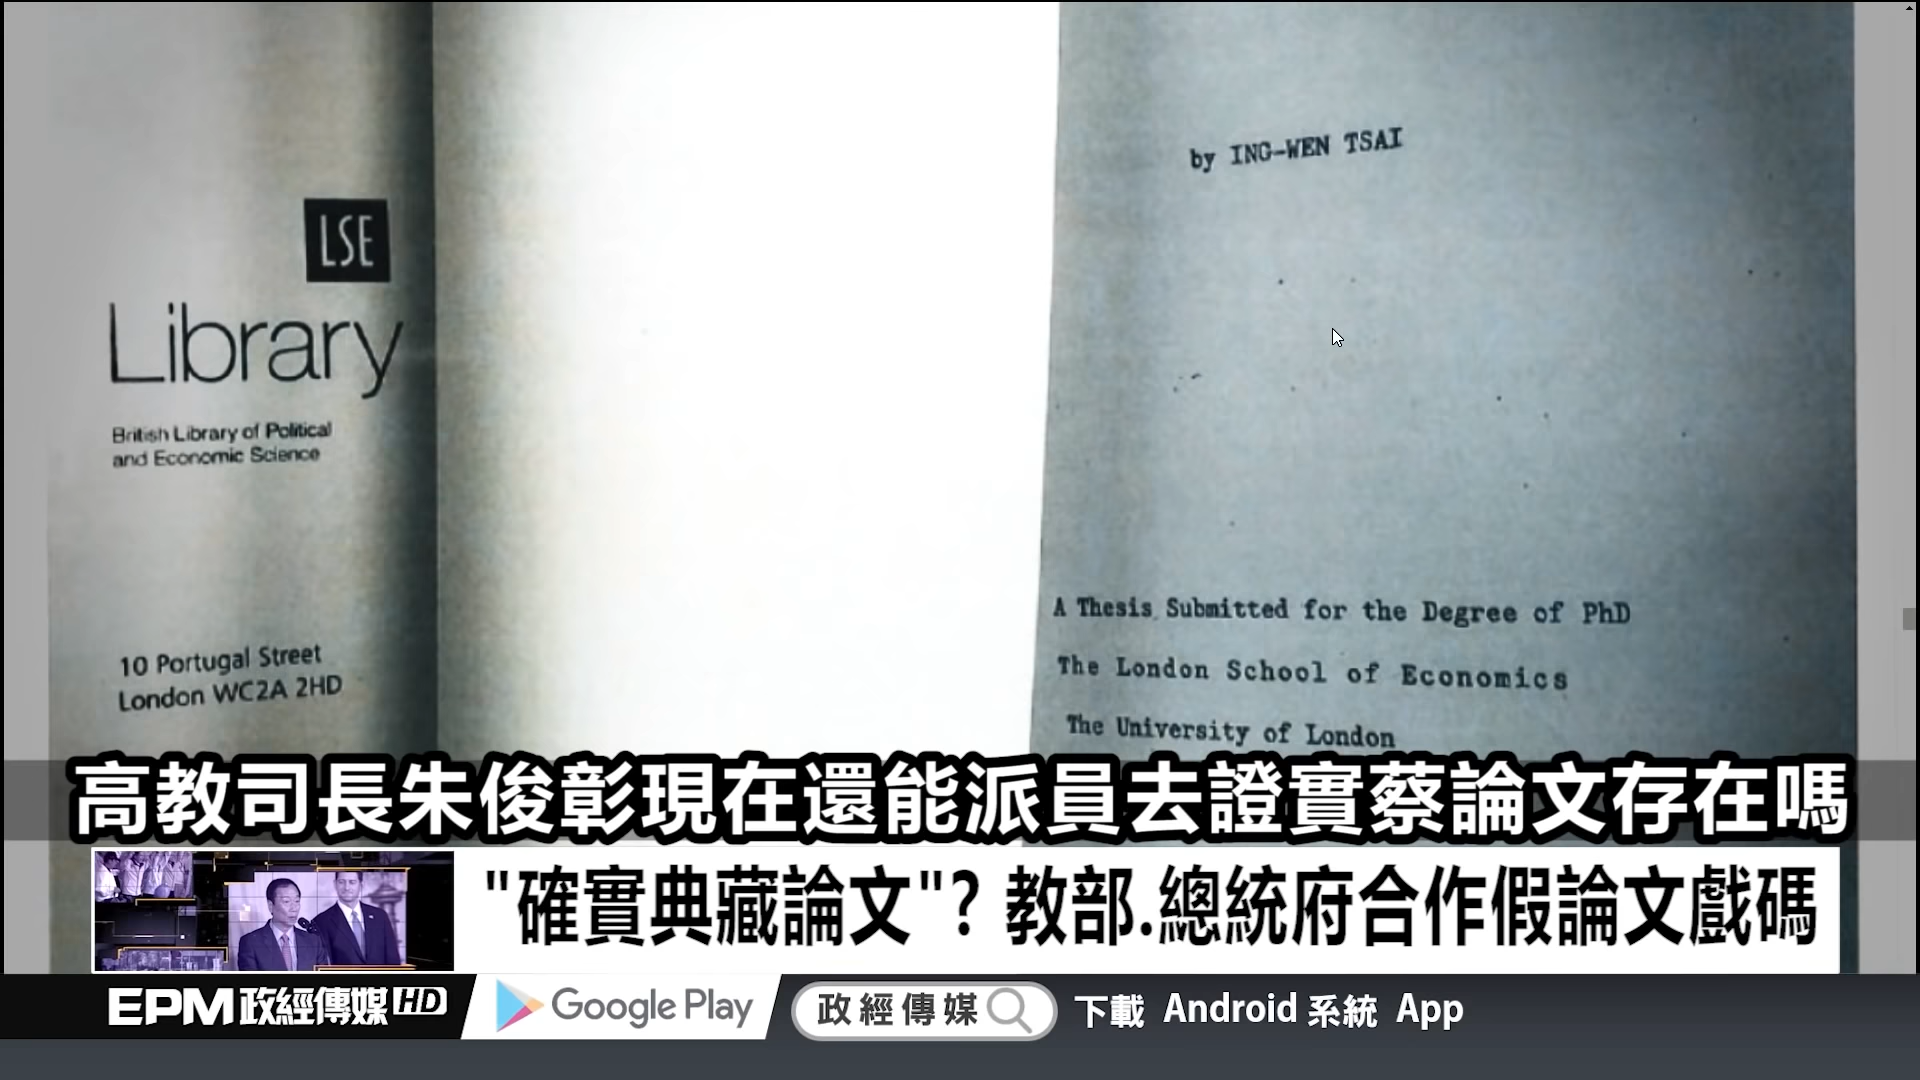 LSE
Library
British Library of Political
and Economic Science
10 Portugal Street
London WC2A 2HD
by ING-WEN TSAI
A Thesis Submitted for the Degree of PhD
The London School of Economics
The University of London
高教司長朱俊彰現在還能派員去證實蔡論文存在嗎
"確實典藏論文"? 教部.總統府合作假論文戲碼
EPM政經傳媒HD
Google Play
政經傳媒
下載 Android 系統 App